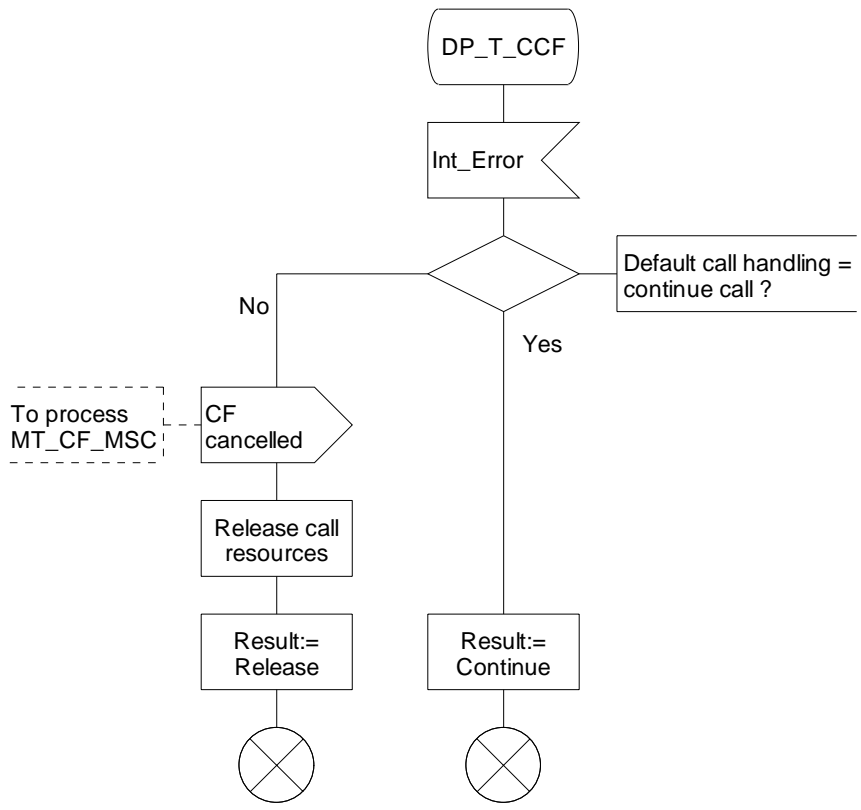 DP_T_CCF
Int_Error
Default call handling =
continue call ?
No
Yes
To process
MT_CF_MSC
CF
cancelled
Release call
resources
Result:=
Release
Result:=
Continue